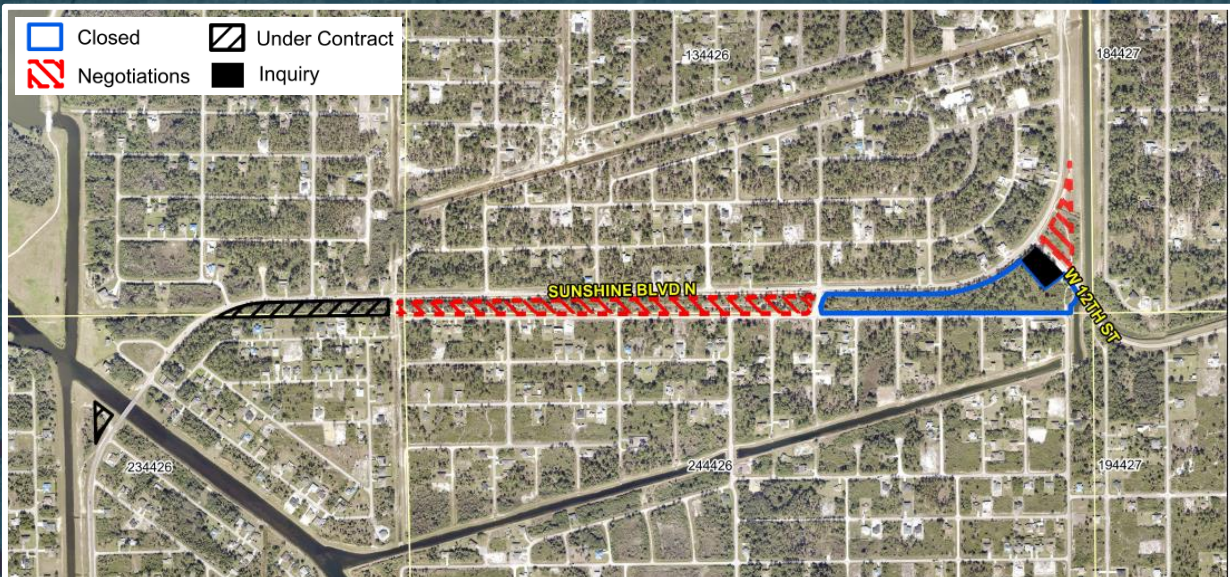 Closed
Under Contract
Negotiations
Inquiry
134426
184427
SUNSHINE BLVD N
W 12TH ST
234426
244426
194427